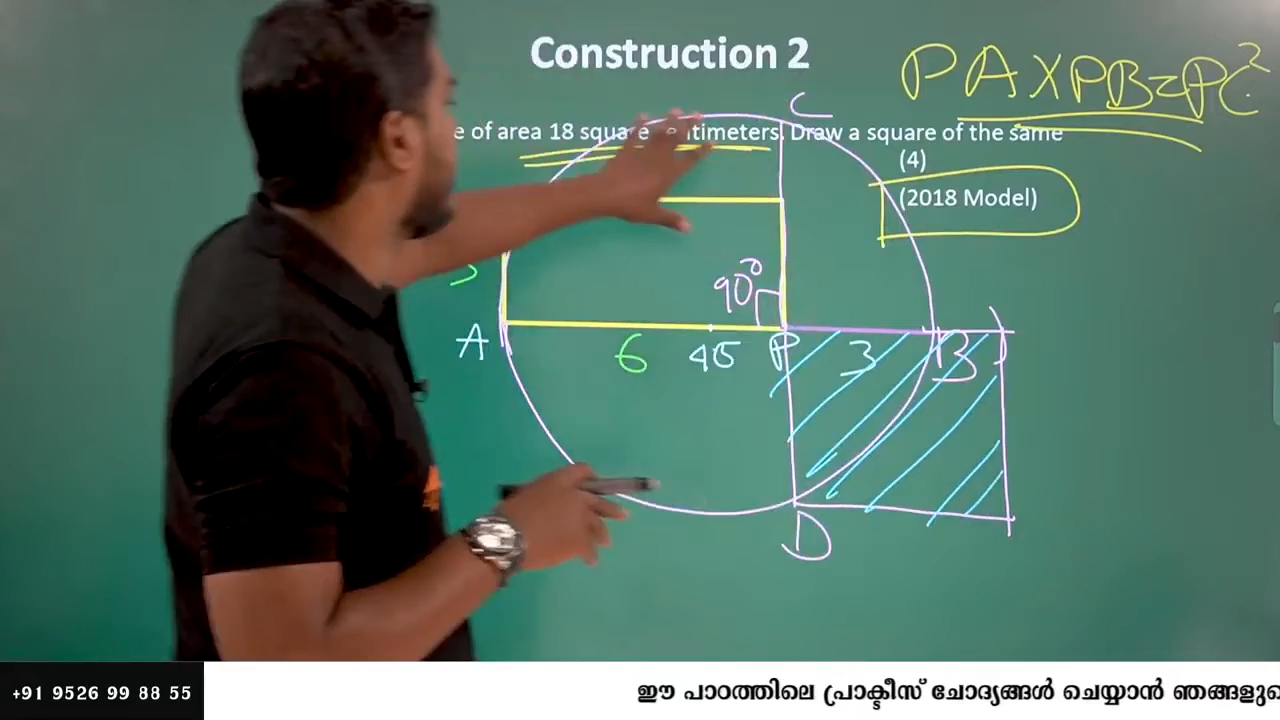 Construction 2
PA X PB = PC²
e of area 18 square centimeters. Draw a square of the same
(4)
(2018 Model)
C
90°
A
6
4.5
P
3
B
D
+91 9526 99 88 55
ഈ പാഠത്തിലെ പ്രാക്ടീസ് ചോദ്യങ്ങൾ ചെയ്യാൻ ഞങ്ങളുടെ